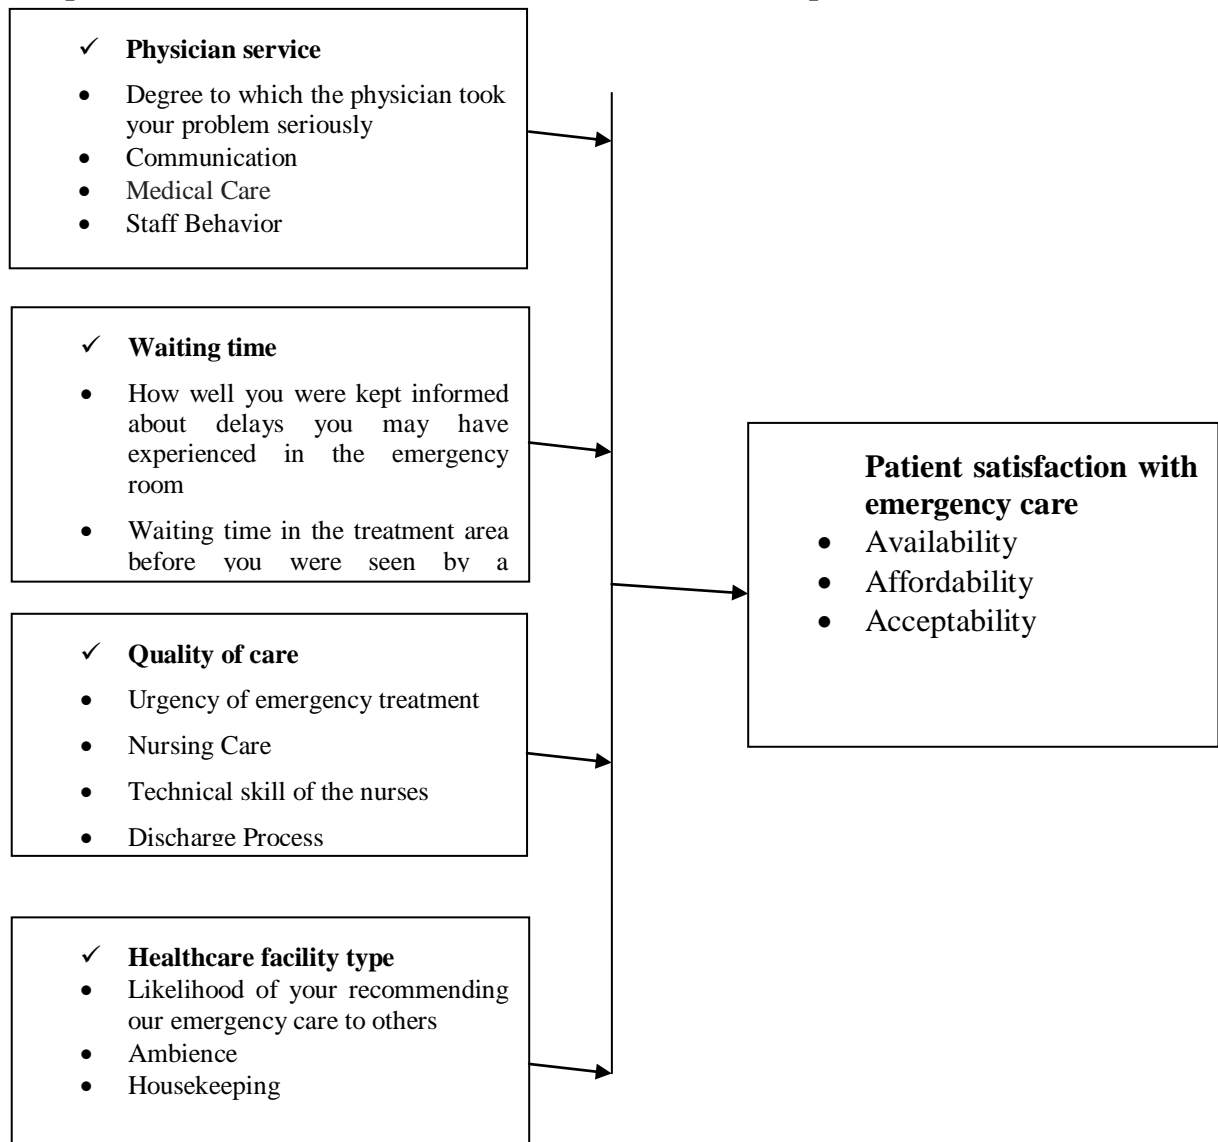 ✓ Physician service
• Degree to which the physician took
your problem seriously
• Communication
• Medical Care
• Staff Behavior
✓ Waiting time
• How well you were kept informed
about delays you may have
experienced in the emergency
room
• Waiting time in the treatment area
before you were seen by a
✓ Quality of care
• Urgency of emergency treatment
• Nursing Care
• Technical skill of the nurses
• Discharge Process
✓ Healthcare facility type
• Likelihood of your recommending
our emergency care to others
• Ambience
• Housekeeping
Patient satisfaction with
emergency care
• Availability
• Affordability
• Acceptability